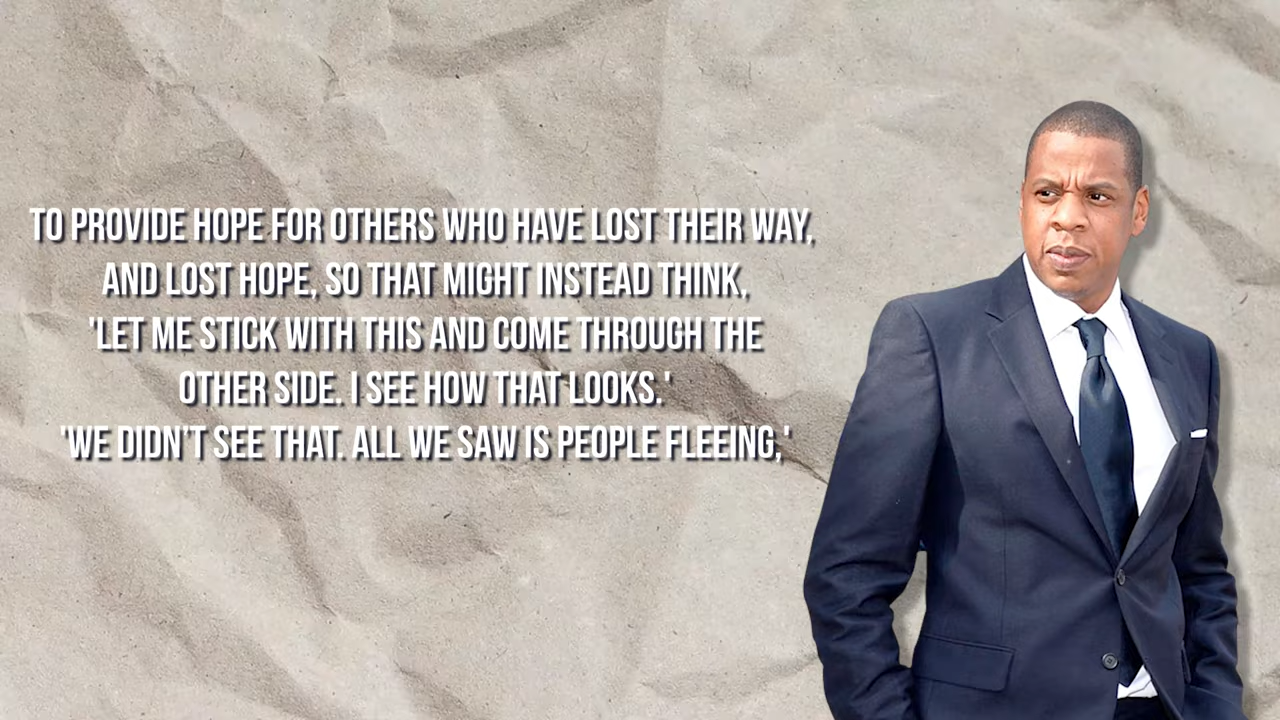 TO PROVIDE HOPE FOR OTHERS WHO HAVE LOST THEIR WAY,
AND LOST HOPE, SO THAT MIGHT INSTEAD THINK,
'LET ME STICK WITH THIS AND COME THROUGH THE
OTHER SIDE. I SEE HOW THAT LOOKS.'
'WE DIDN'T SEE THAT. ALL WE SAW IS PEOPLE FLEEING,'